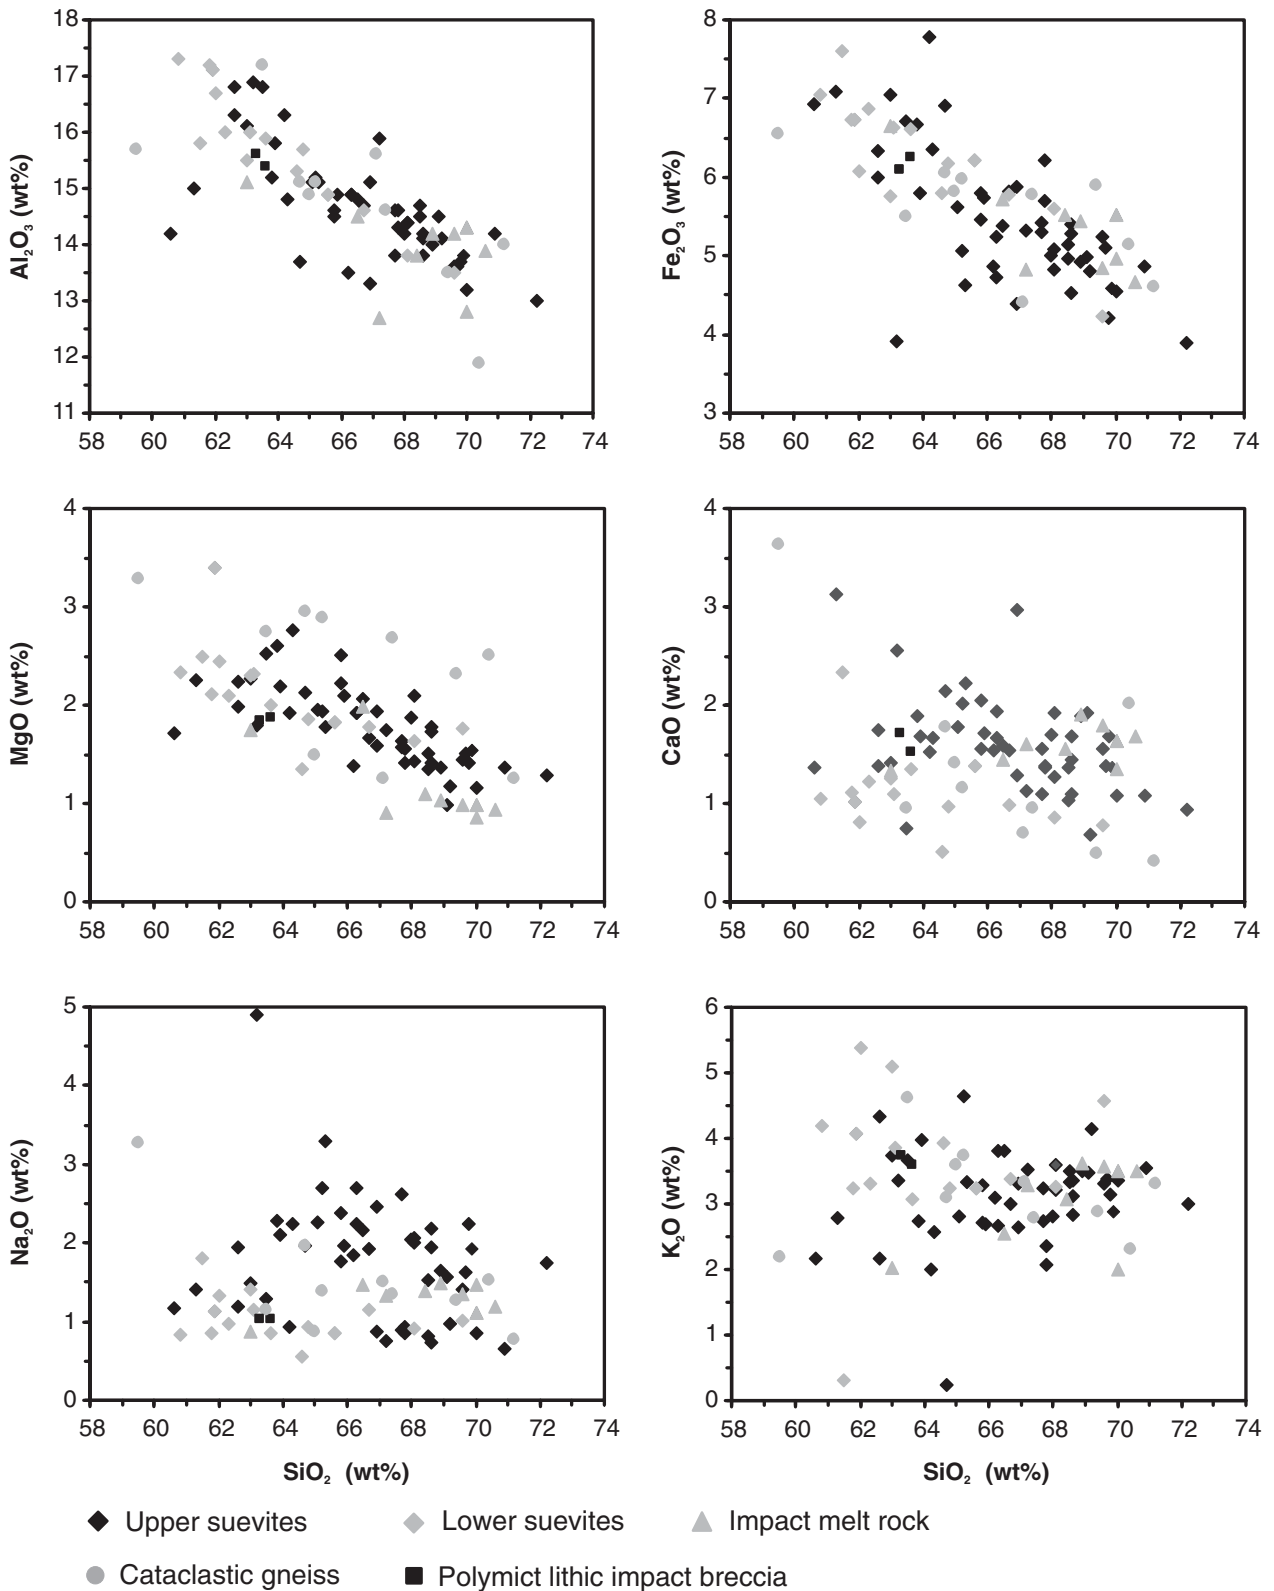 18
17
16
15
14
13
12
11
Al₂O₃ (wt%)
58 60 62 64 66 68 70 72 74
8
7
6
5
4
3
Fe₂O₃ (wt%)
58 60 62 64 66 68 70 72 74
4
3
2
1
0
MgO (wt%)
58 60 62 64 66 68 70 72 74
4
3
2
1
0
CaO (wt%)
58 60 62 64 66 68 70 72 74
5
4
3
2
1
0
Na₂O (wt%)
58 60 62 64 66 68 70 72 74
SiO₂ (wt%)
6
5
4
3
2
1
0
K₂O (wt%)
58 60 62 64 66 68 70 72 74
SiO₂ (wt%)
Upper suevites Lower suevites Impact melt rock
Cataclastic gneiss Polymict lithic impact breccia